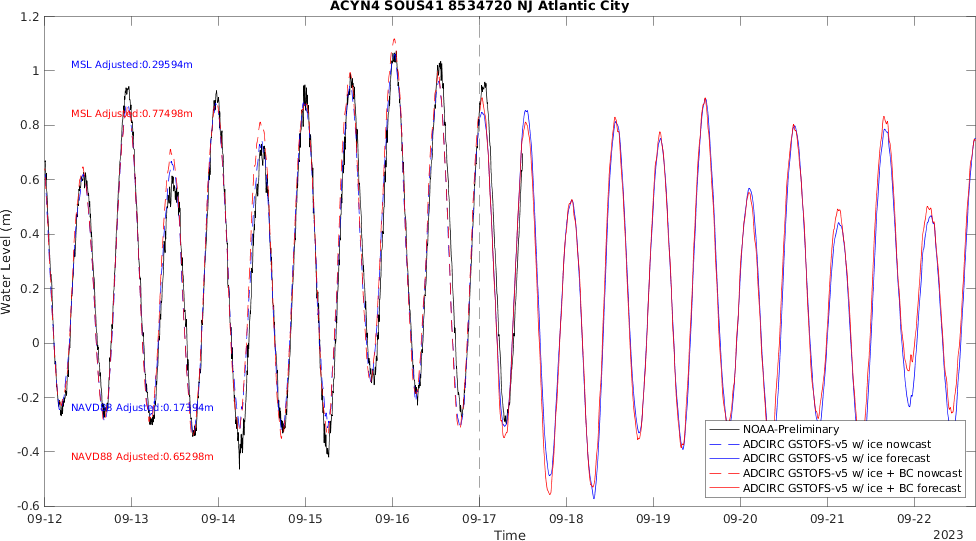 ACYN4 SOUS41 8534720 NJ Atlantic City
Water Level (m)
1.2
1
0.8
0.6
0.4
0.2
0
-0.2
-0.4
-0.6
MSL Adjusted:0.29594m
MSL Adjusted:0.77498m
NAVD88 Adjusted:0.17394m
NAVD88 Adjusted:0.65298m
NOAA-Preliminary
ADCIRC GSTOFS-v5 w/ ice nowcast
ADCIRC GSTOFS-v5 w/ ice forecast
ADCIRC GSTOFS-v5 w/ ice + BC nowcast
ADCIRC GSTOFS-v5 w/ ice + BC forecast
09-12 09-13 09-14 09-15 09-16 09-17 09-18 09-19 09-20 09-21 09-22
Time
2023